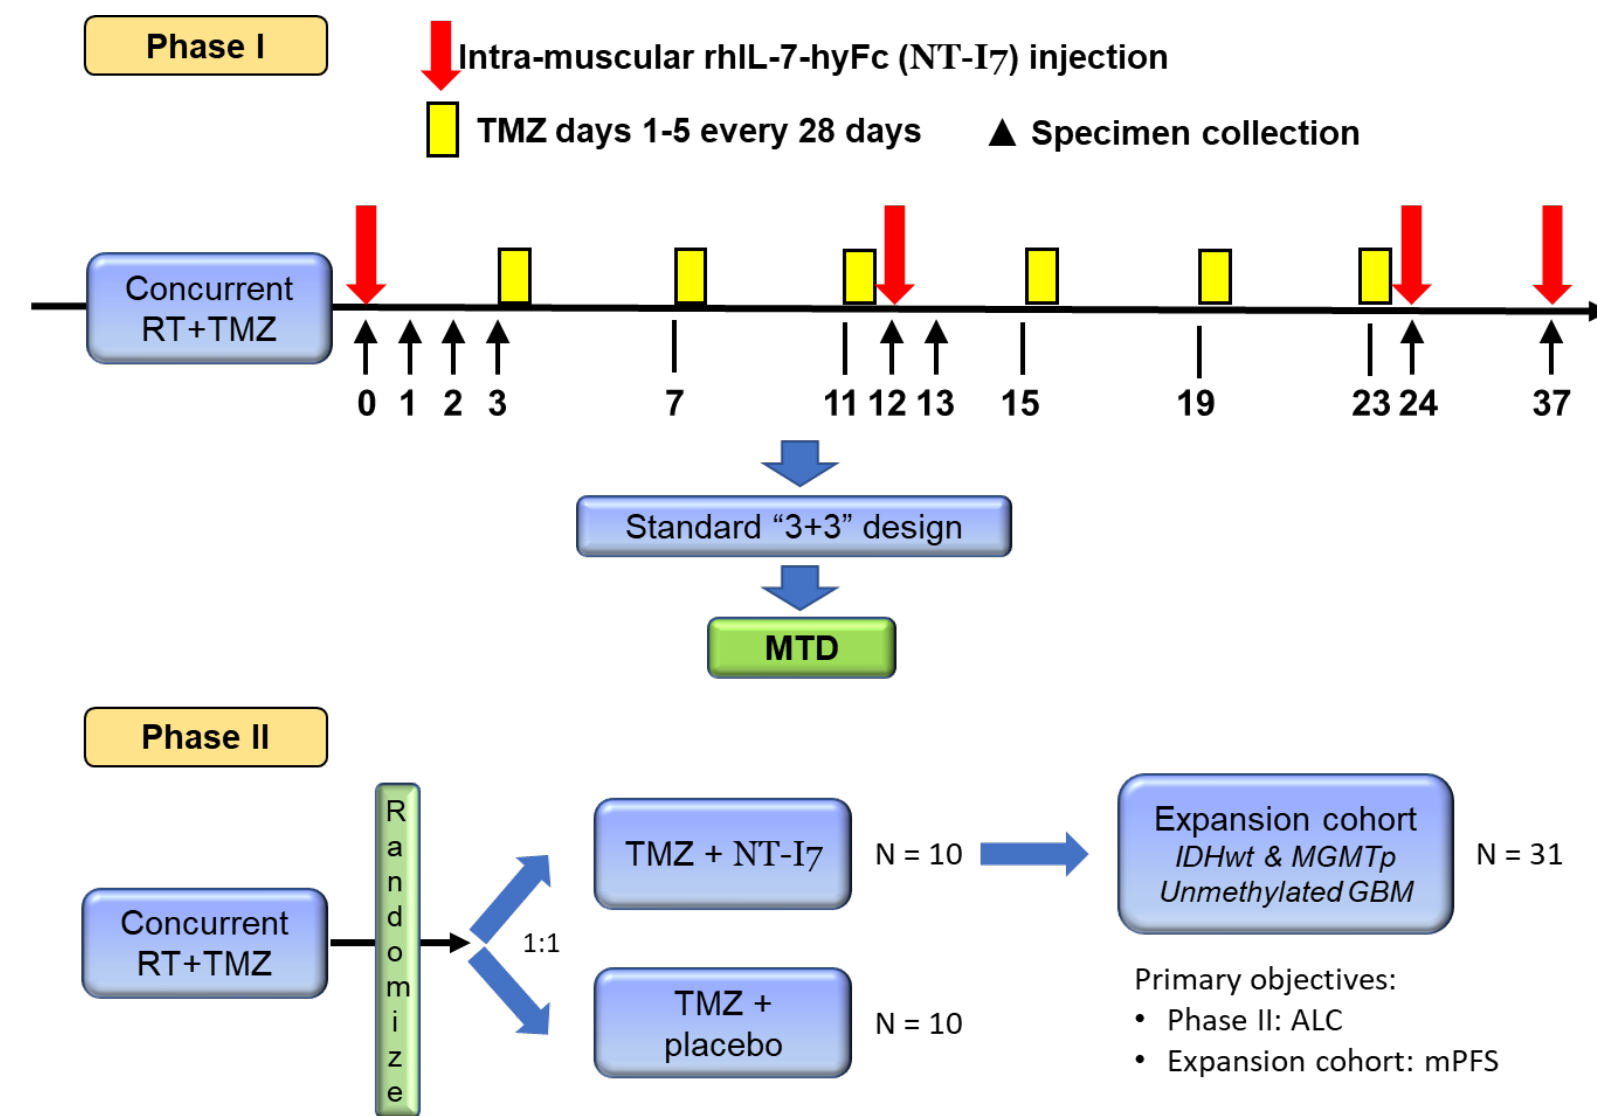 Phase I
Intra-muscular rhIL-7-hyFc (NT-I7) injection
TMZ days 1-5 every 28 days
Specimen collection
Concurrent
RT+TMZ
0 1 2 3 7 11 12 13 15 19 23 24 37
Standard “3+3” design
MTD
Phase II
Randomize
Concurrent
RT+TMZ
1:1
TMZ + NT-I7
N = 10
TMZ +
placebo
N = 10
Expansion cohort
IDHwt & MGMTp
Unmethylated GBM
N = 31
Primary objectives:
• Phase II: ALC
• Expansion cohort: mPFS